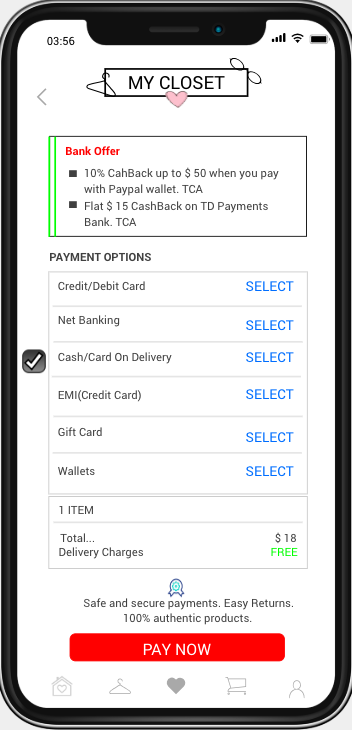 03:56
MY CLOSET
Bank Offer
10% CahBack up to $ 50 when you pay
with Paypal wallet. TCA
Flat $ 15 CashBack on TD Payments
Bank. TCA
PAYMENT OPTIONS
Credit/Debit Card SELECT
Net Banking SELECT
Cash/Card On Delivery SELECT
EMI(Credit Card) SELECT
Gift Card SELECT
Wallets SELECT
1 ITEM
Total... $ 18
Delivery Charges FREE
Safe and secure payments. Easy Returns.
100% authentic products.
PAY NOW